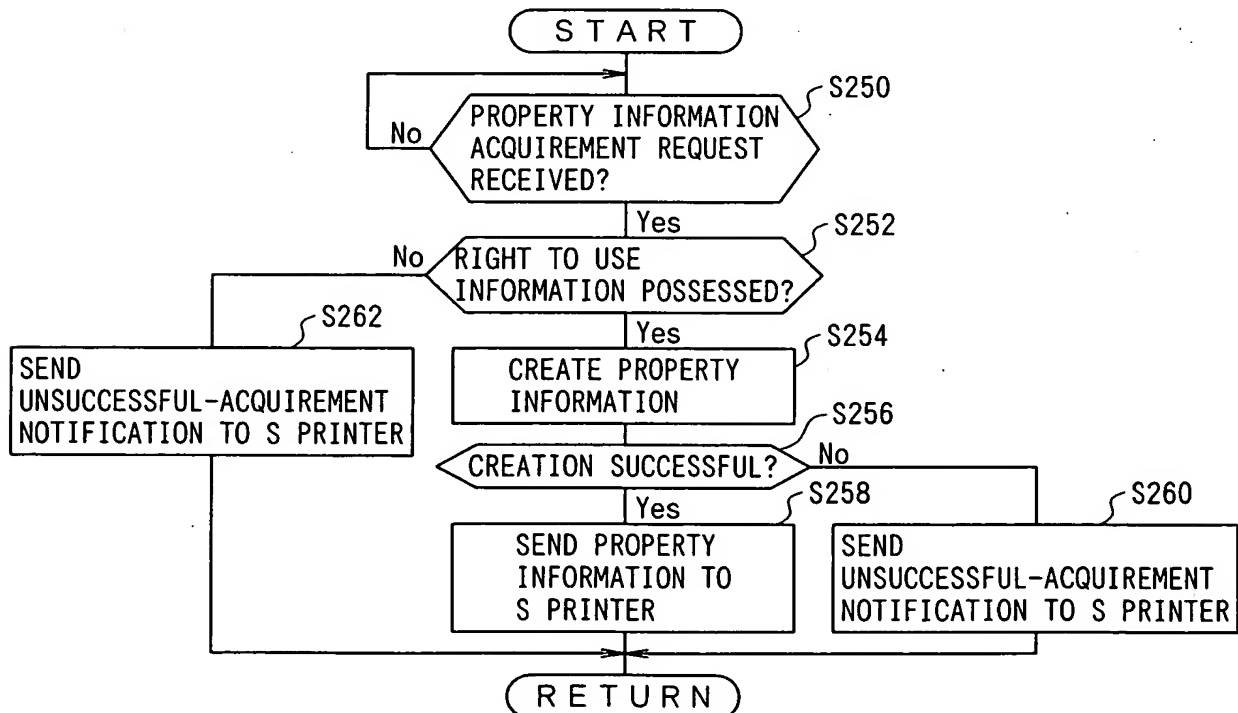 START
S250
PROPERTY INFORMATION
No
ACQUIREMENT REQUEST
RECEIVED?
Yes
S252
No
RIGHT TO USE
INFORMATION POSSESSED?
S262
Yes
S254
SEND
UNSUCCESSFUL-ACQUIREMENT
NOTIFICATION TO S PRINTER
CREATE PROPERTY
INFORMATION
S256
CREATION SUCCESSFUL?
No
Yes
S258
S260
SEND PROPERTY
INFORMATION TO
S PRINTER
SEND
UNSUCCESSFUL-ACQUIREMENT
NOTIFICATION TO S PRINTER
RETURN